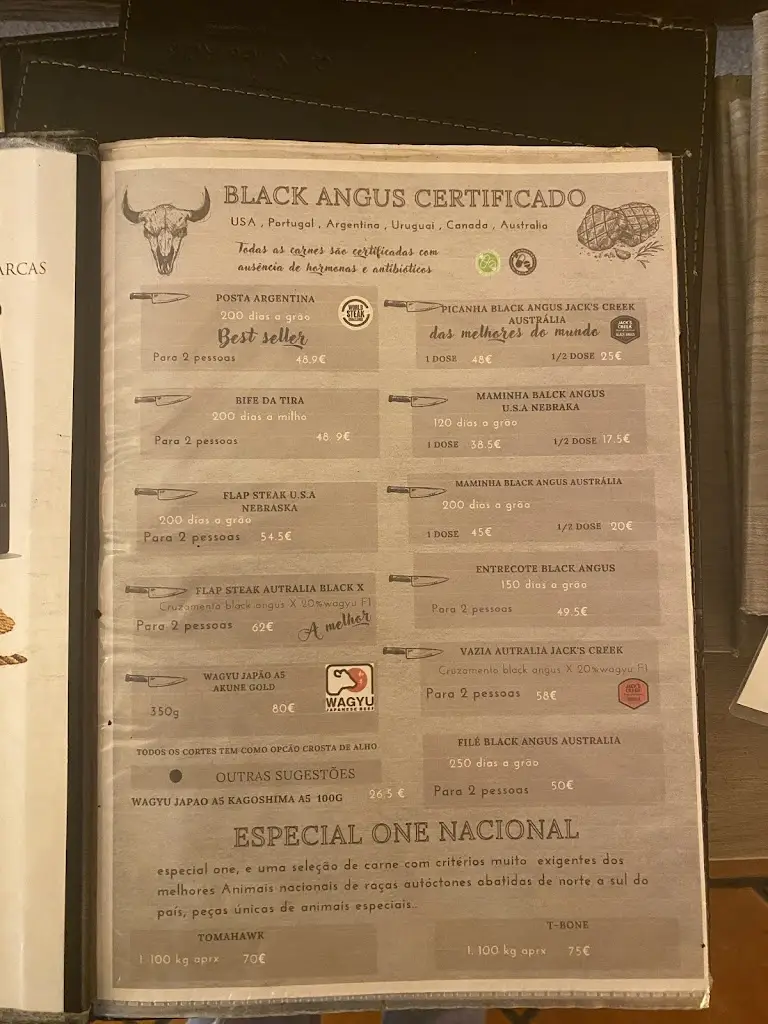 ARCAS
BLACK ANGUS CERTIFICADO
USA , Portugal , Argentina , Uruguai , Canada , Australia
Todas as carnes são certificadas com
ausência de hormonas e antibióticos
POSTA ARGENTINA
200 dias a grão
Best seller
Para 2 pessoas 48.9€
WORLD
STEAK
BIFE DA TIRA
200 dias a milho
Para 2 pessoas 48.9€
FLAP STEAK U.S.A
NEBRASKA
200 dias a grão
Para 2 pessoas 54.5€
FLAP STEAK AUTRALIA BLACK X
Cruzamento black angus X 20%wagyu F1
Para 2 pessoas 62€ A melhor
WAGYU JAPÃO A5
AKUNE GOLD
350g 80€
WAGYU
JAPANESE BEEF
TODOS OS CORTES TEM COMO OPCÃO CROSTA DE ALHO
OUTRAS SUGESTÕES
WAGYU JAPAO A5 KAGOSHIMA A5 100G 26.5 €
PICANHA BLACK ANGUS JACK'S CREEK
AUSTRÁLIA
das melhores do mundo
1 DOSE 48€ 1/2 DOSE 25€
JACK'S
CREEK
MAMINHA BALCK ANGUS
U.S.A NEBRAKA
120 dias a grão
1 DOSE 38.5€ 1/2 DOSE 17.5€
MAMINHA BLACK ANGUS AUSTRÁLIA
200 dias a grão
1 DOSE 45€ 1/2 DOSE 20€
ENTRECOTE BLACK ANGUS
150 dias a grão
Para 2 pessoas 49.5€
VAZIA AUTRALIA JACK'S CREEK
Cruzamento black angus X 20%wagyu F1
Para 2 pessoas 58€
JACK'S
CREEK
FILÉ BLACK ANGUS AUSTRALIA
250 dias a grão
Para 2 pessoas 50€
ESPECIAL ONE NACIONAL
especial one, e uma seleção de carne com critérios muito exigentes dos
melhores Animais nacionais de raças autóctones abatidas de norte a sul do
país, peças únicas de animais especiais..
TOMAHAWK
1. 100 kg aprx 70€
T-BONE
1. 100 kg aprx 75€